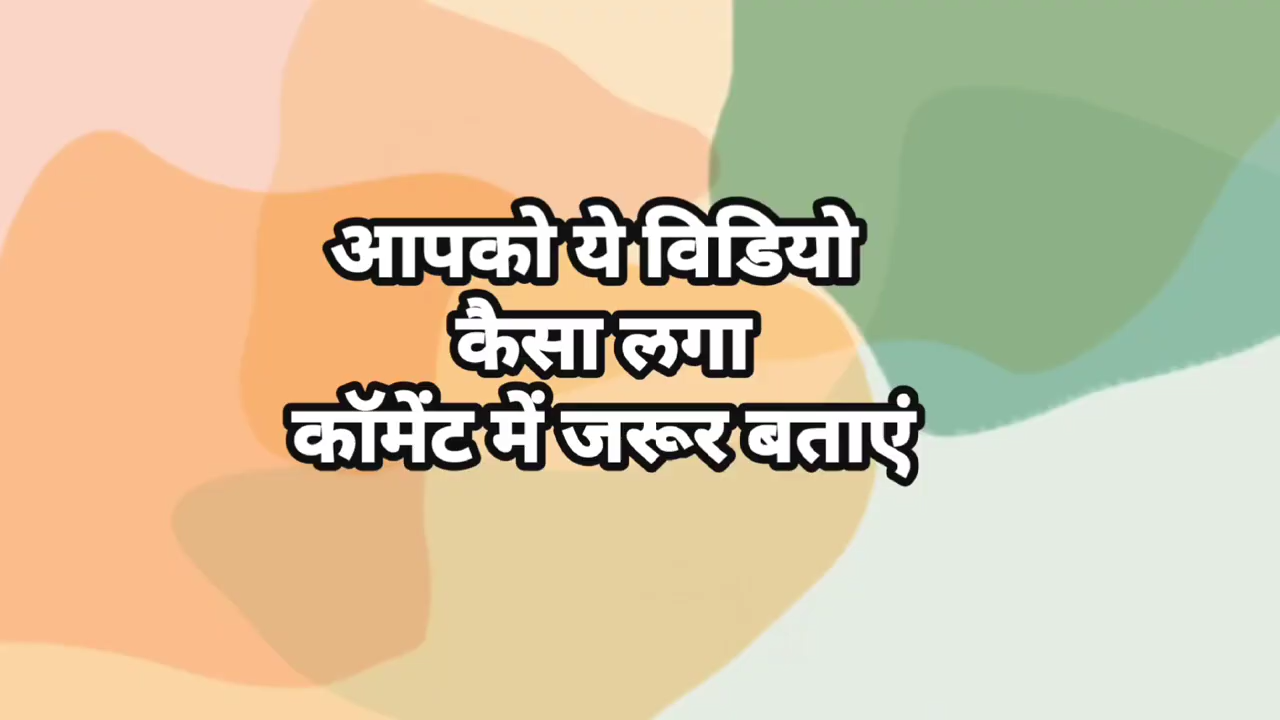 आपको ये विडियो
कैसा लगा
कॉमेंट में जरूर बताएं